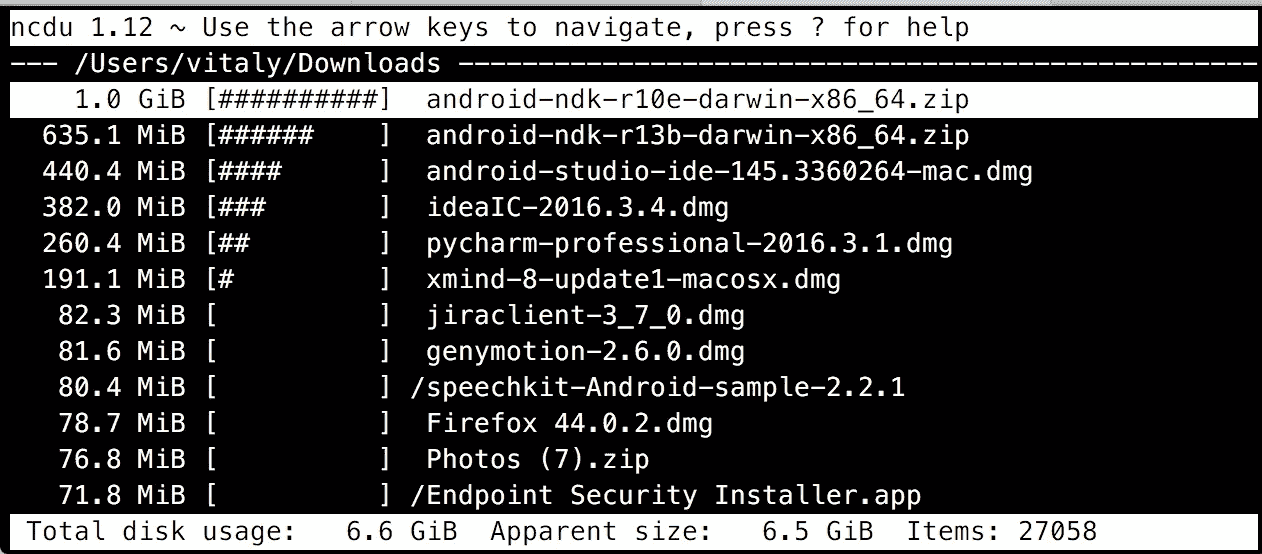 ncdu 1.12 ~ Use the arrow keys to navigate, press ? for help
--- /Users/vitaly/Downloads --------------------------------------------------
    1.0 GiB [##########]  android-ndk-r10e-darwin-x86_64.zip
  635.1 MiB [######    ]  android-ndk-r13b-darwin-x86_64.zip
  440.4 MiB [####      ]  android-studio-ide-145.3360264-mac.dmg
  382.0 MiB [###       ]  ideaIC-2016.3.4.dmg
  260.4 MiB [##        ]  pycharm-professional-2016.3.1.dmg
  191.1 MiB [#         ]  xmind-8-update1-macosx.dmg
   82.3 MiB [          ]  jiraclient-3_7_0.dmg
   81.6 MiB [          ]  genymotion-2.6.0.dmg
   80.4 MiB [          ] /speechkit-Android-sample-2.2.1
   78.7 MiB [          ]  Firefox 44.0.2.dmg
   76.8 MiB [          ]  Photos (7).zip
   71.8 MiB [          ] /Endpoint Security Installer.app
 Total disk usage:   6.6 GiB  Apparent size:   6.5 GiB  Items: 27058